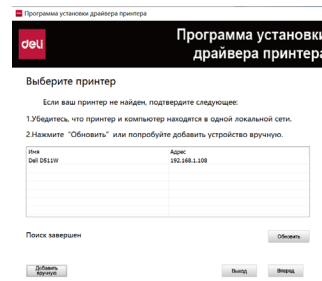 Программа установки драйвера принтера
deli
Программа установки
драйвера принтера
Выберите принтер
Если ваш принтер не найден, подтвердите следующее:
1.Убедитесь, что принтер и компьютер находятся в одной локальной сети.
2.Нажмите "Обновить" или попробуйте добавить устройство вручную.
Имя Адрес
Deli D511W 192.168.1.108
Поиск завершен
Обновить
Добавить
вручную
Выход
Вперед